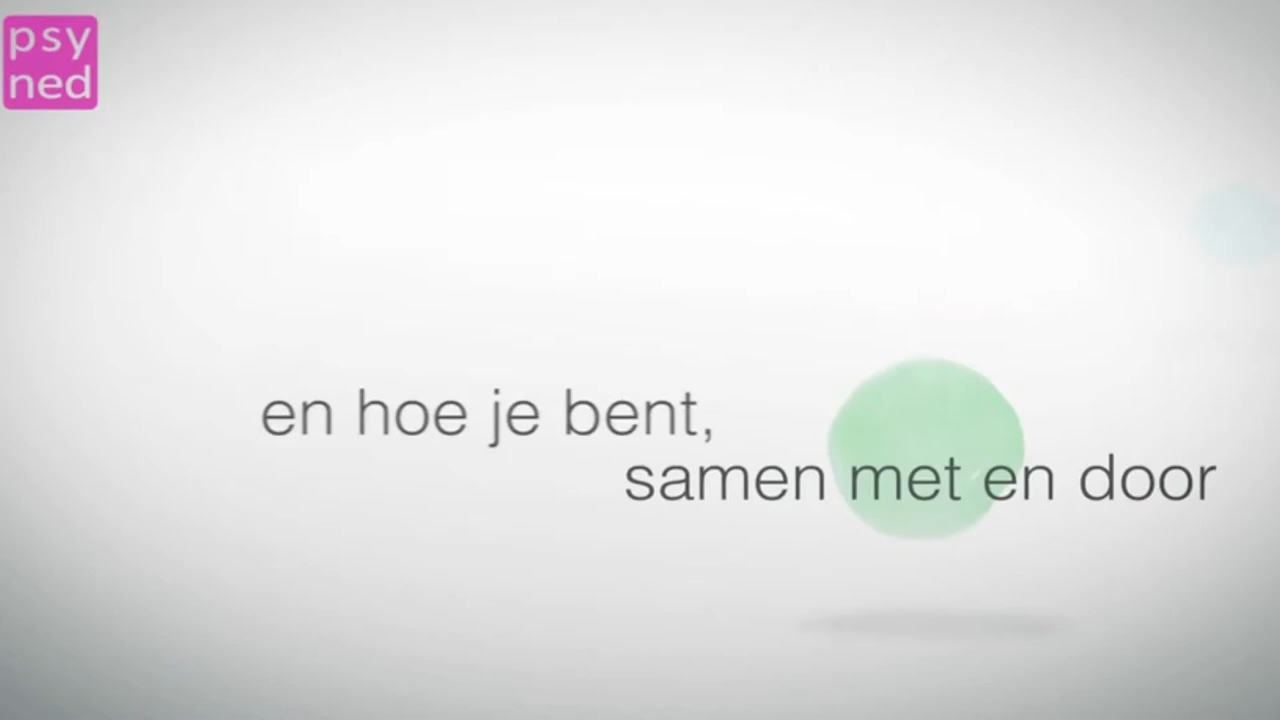 psy
ned
en hoe je bent,
samen met en door